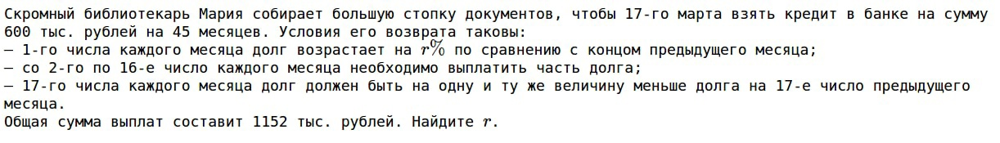 Скромный библиотекарь Мария собирает большую стопку документов, чтобы 17-го марта взять кредит в банке на сумму
600 тыс. рублей на 45 месяцев. Условия его возврата таковы:
— 1-го числа каждого месяца долг возрастает на r% по сравнению с концом предыдущего месяца;
— со 2-го по 16-е число каждого месяца необходимо выплатить часть долга;
— 17-го числа каждого месяца долг должен быть на одну и ту же величину меньше долга на 17-е число предыдущего
месяца.
Общая сумма выплат составит 1152 тыс. рублей. Найдите r.